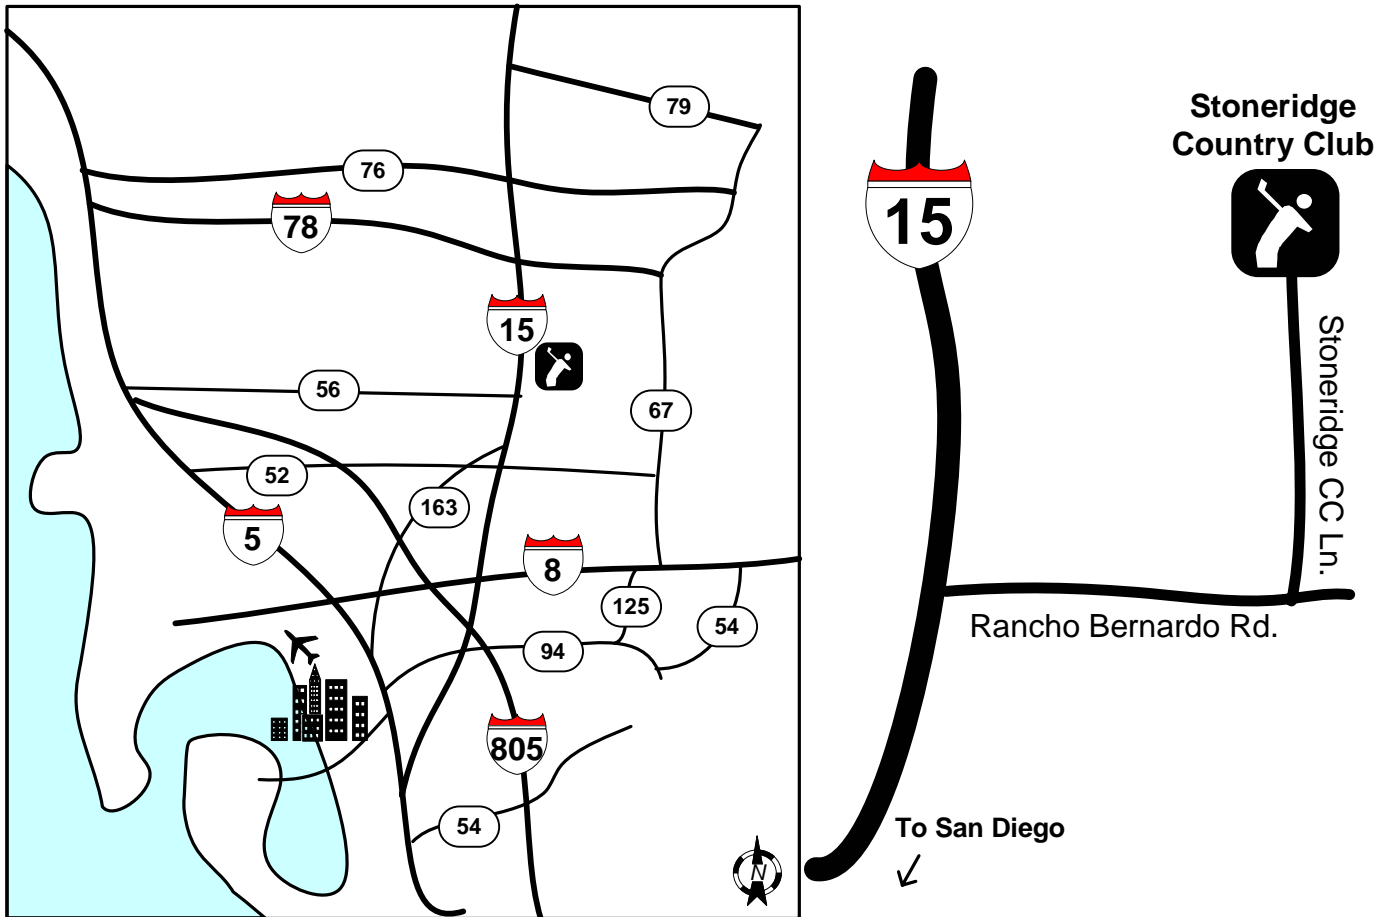 79
76
78
15
56
67
52
163
5
8
125
54
94
805
54
N
Stoneridge
Country Club
15
Stoneridge CC Ln.
Rancho Bernardo Rd.
To San Diego